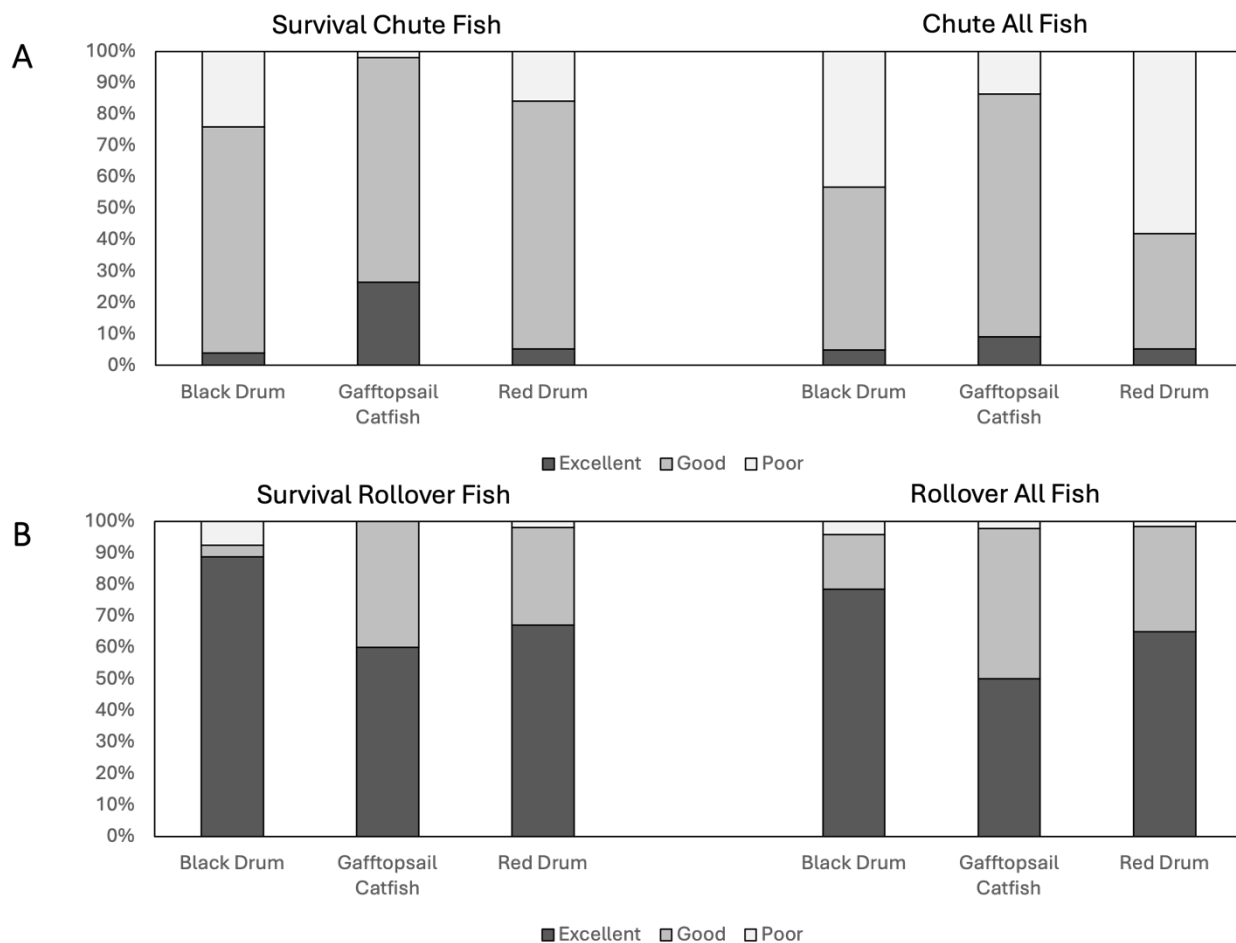 A
Survival Chute Fish
Chute All Fish
100%
90%
80%
70%
60%
50%
40%
30%
20%
10%
0%
Black Drum
Gafftopsail
Catfish
Red Drum
Black Drum
Gafftopsail
Catfish
Red Drum
Excellent Good Poor
B
Survival Rollover Fish
Rollover All Fish
100%
90%
80%
70%
60%
50%
40%
30%
20%
10%
0%
Black Drum
Gafftopsail
Catfish
Red Drum
Black Drum
Gafftopsail
Catfish
Red Drum
Excellent Good Poor